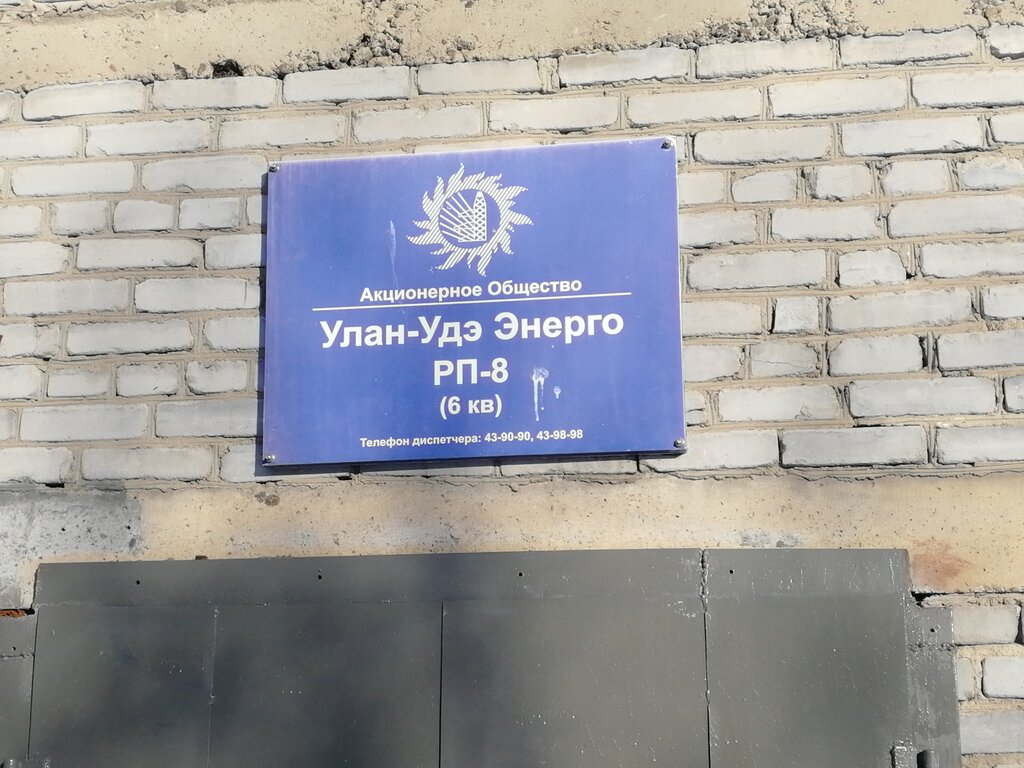 Акционерное Общество
Улан-Удэ Энерго
РП-8
(6 кв)
Телефон диспетчера: 43-90-90, 43-98-98